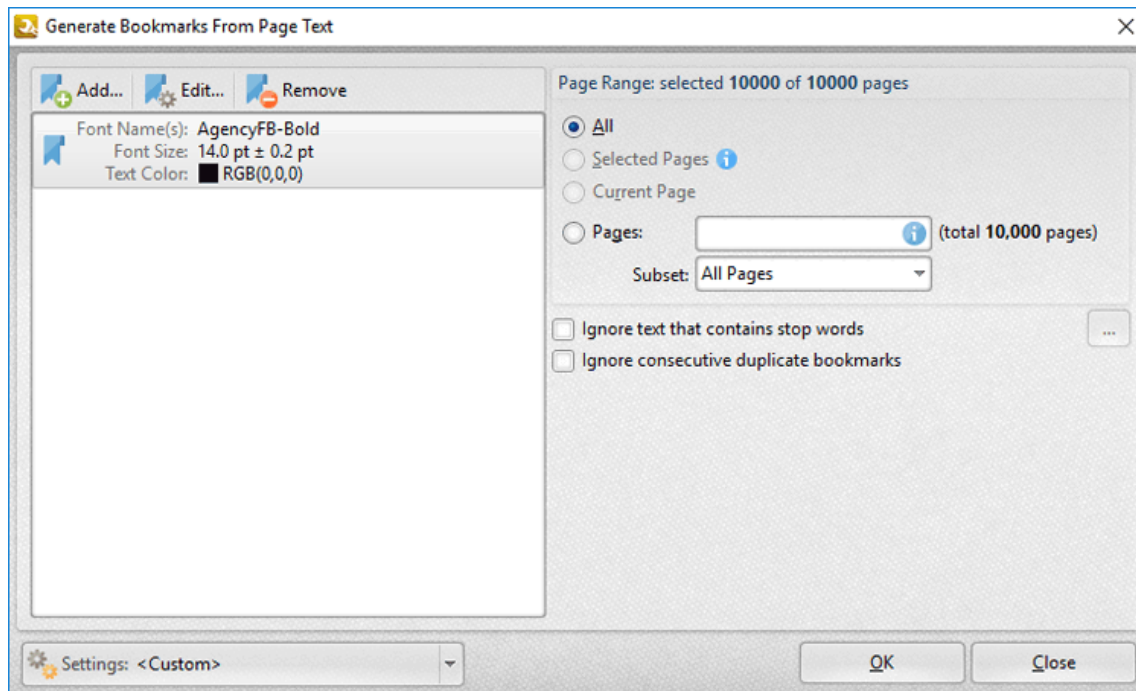 Generate Bookmarks From Page Text
Add... Edit... Remove
Font Name(s): AgencyFB-Bold
Font Size: 14.0 pt ± 0.2 pt
Text Color: RGB(0,0,0)
Page Range: selected 10000 of 10000 pages
All
Selected Pages
Current Page
Pages: (total 10,000 pages)
Subset: All Pages
Ignore text that contains stop words
...
Ignore consecutive duplicate bookmarks
Settings: <Custom>
OK
Close